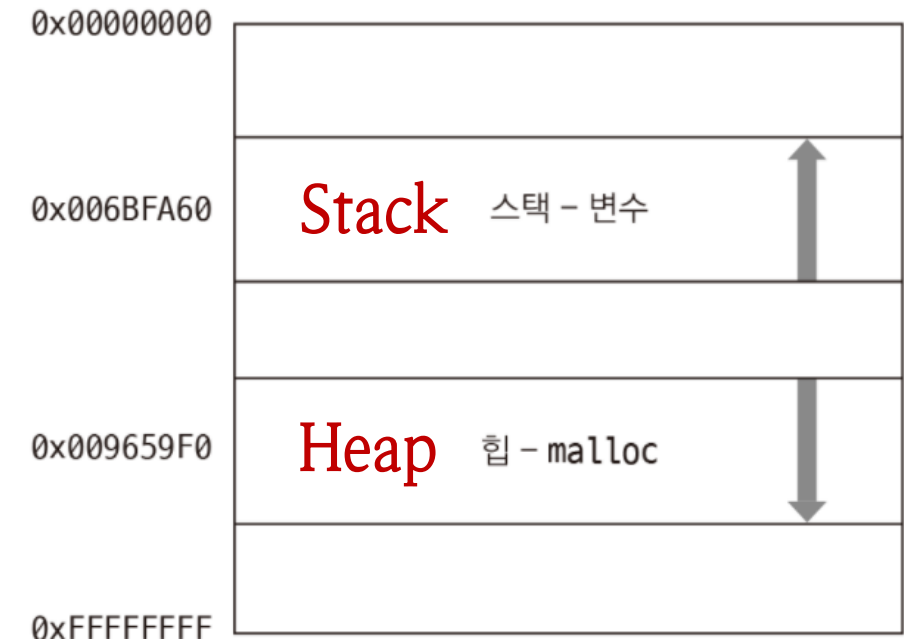 0x00000000
0x006BFA60 Stack 스택 – 변수
0x009659F0 Heap 힙 – malloc
0xFFFFFFFF